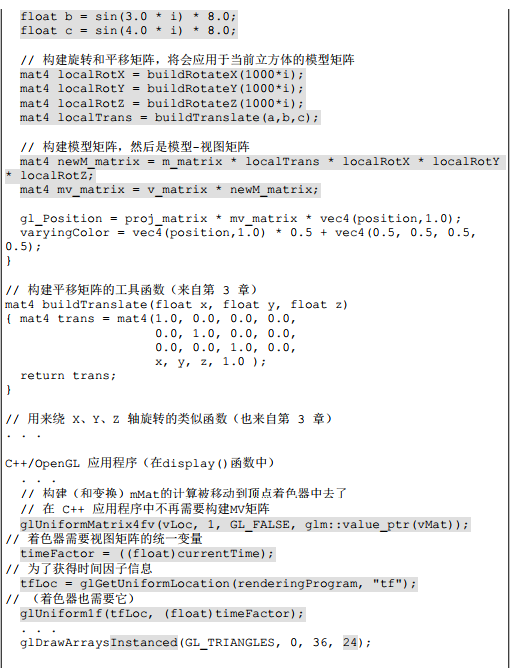 float b = sin(3.0 * i) * 8.0;
float c = sin(4.0 * i) * 8.0;
// 构建旋转和平移矩阵，将会应用于当前立方体的模型矩阵
mat4 localRotX = buildRotateX(1000*i);
mat4 localRotY = buildRotateY(1000*i);
mat4 localRotZ = buildRotateZ(1000*i);
mat4 localTrans = buildTranslate(a,b,c);
// 构建模型矩阵，然后是模型-视图矩阵
mat4 newM_matrix = m_matrix * localTrans * localRotX * localRotY
* localRotZ;
mat4 mv_matrix = v_matrix * newM_matrix;
gl_Position = proj_matrix * mv_matrix * vec4(position,1.0);
varyingColor = vec4(position,1.0) * 0.5 + vec4(0.5, 0.5, 0.5,
0.5);
}
// 构建平移矩阵的工具函数（来自第 3 章）
mat4 buildTranslate(float x, float y, float z)
{ mat4 trans = mat4(1.0, 0.0, 0.0, 0.0,
0.0, 1.0, 0.0, 0.0,
0.0, 0.0, 1.0, 0.0,
x, y, z, 1.0 );
return trans;
}
// 用来绕 X、Y、Z 轴旋转的类似函数（也来自第 3 章）
. . .
C++/OpenGL 应用程序（在display()函数中）
. . .
// 构建（和变换）mMat的计算被移动到顶点着色器中去了
// 在 C++ 应用程序中不再需要构建MV矩阵
glUniformMatrix4fv(vLoc, 1, GL_FALSE, glm::value_ptr(vMat));
// 着色器需要视图矩阵的统一变量
timeFactor = ((float)currentTime);
// 为了获得时间因子信息
tfLoc = glGetUniformLocation(renderingProgram, "tf");
// （着色器也需要它）
glUniform1f(tfLoc, (float)timeFactor);
. . .
glDrawArraysInstanced(GL_TRIANGLES, 0, 36, 24);